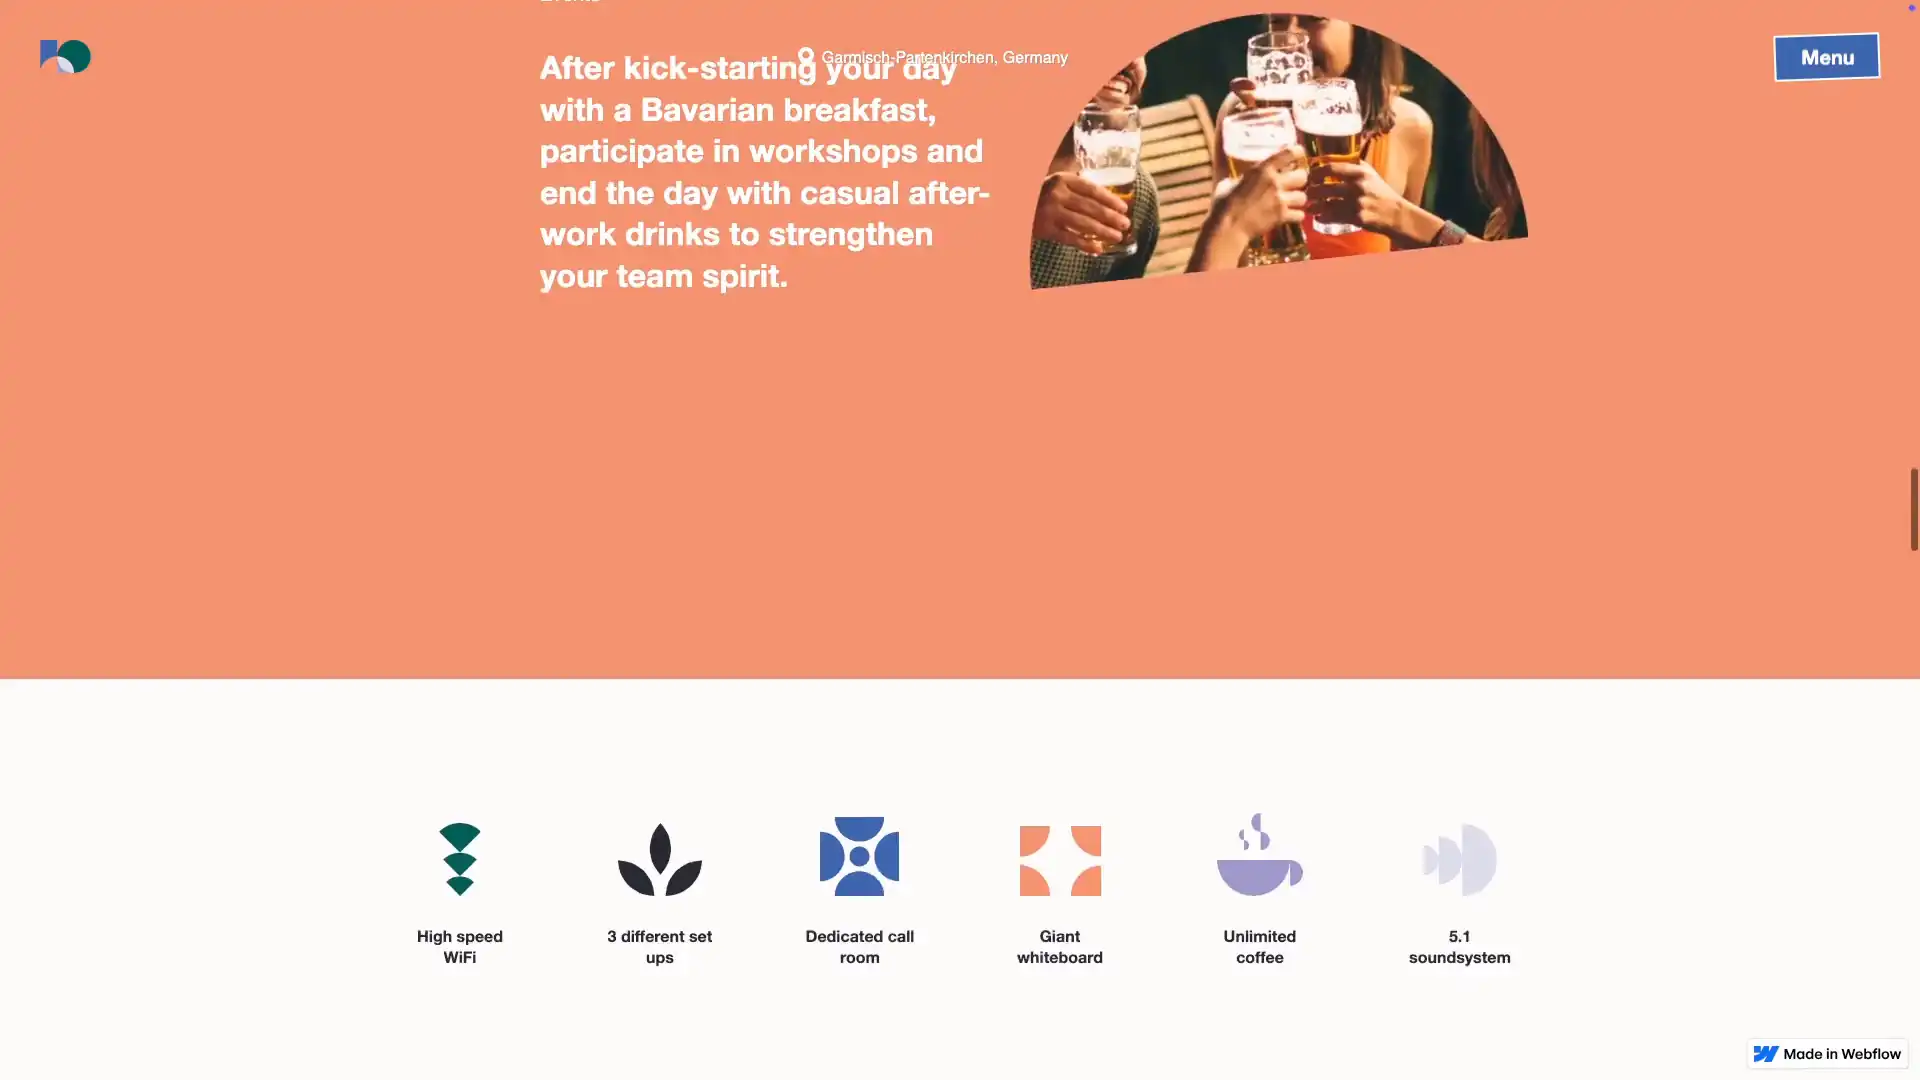 Garmisch-Partenkirchen, Germany
Menu
After kick-starting your day
with a Bavarian breakfast,
participate in workshops and
end the day with casual after-
work drinks to strengthen
your team spirit.
High speed
WiFi
3 different set
ups
Dedicated call
room
Giant
whiteboard
Unlimited
coffee
5.1
soundsystem
Made in Webflow